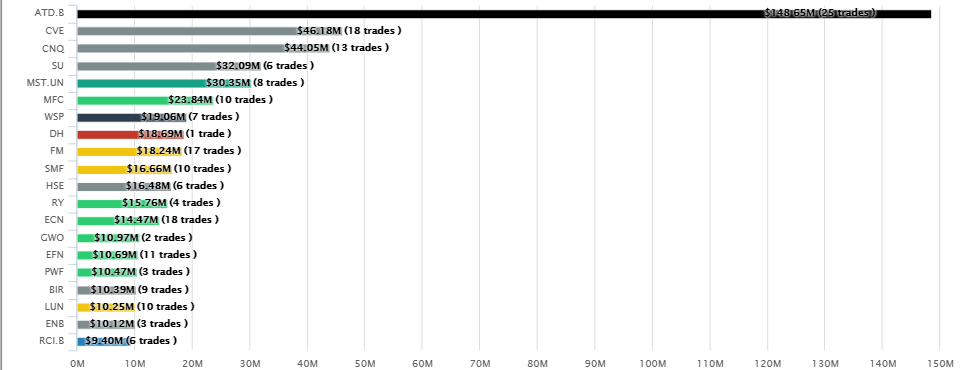 ATD.B $148.65M (25 trades )
CVE $46.18M (18 trades )
CNQ $44.05M (13 trades )
SU $32.09M (6 trades )
MST.UN $30.35M (8 trades )
MFC $23.84M (10 trades )
WSP $19.06M (7 trades )
DH $18.69M (1 trade )
FM $18.24M (17 trades )
SMF $16.66M (10 trades )
HSE $16.48M (6 trades )
RY $15.76M (4 trades )
ECN $14.47M (18 trades )
GWO $10.97M (2 trades )
EFN $10.69M (11 trades )
PWF $10.47M (3 trades )
BIR $10.39M (9 trades )
LUN $10.25M (10 trades )
ENB $10.12M (3 trades )
RCI.B $9.40M (6 trades )
0M 10M 20M 30M 40M 50M 60M 70M 80M 90M 100M 110M 120M 130M 140M 150M